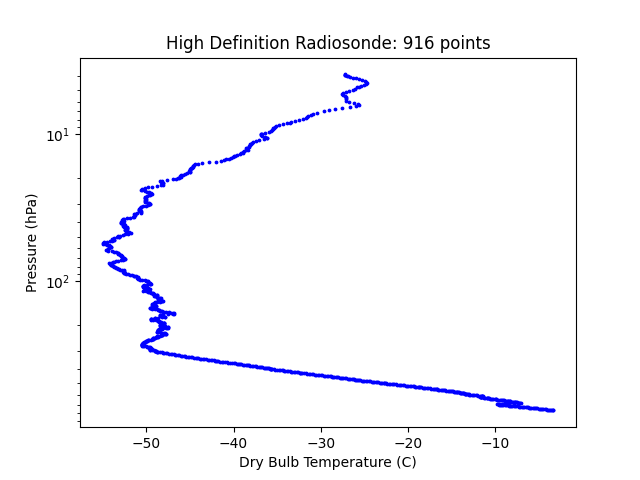 High Definition Radiosonde: 916 points
10¹
10²
Pressure (hPa)
−50
−40
−30
−20
−10
Dry Bulb Temperature (C)